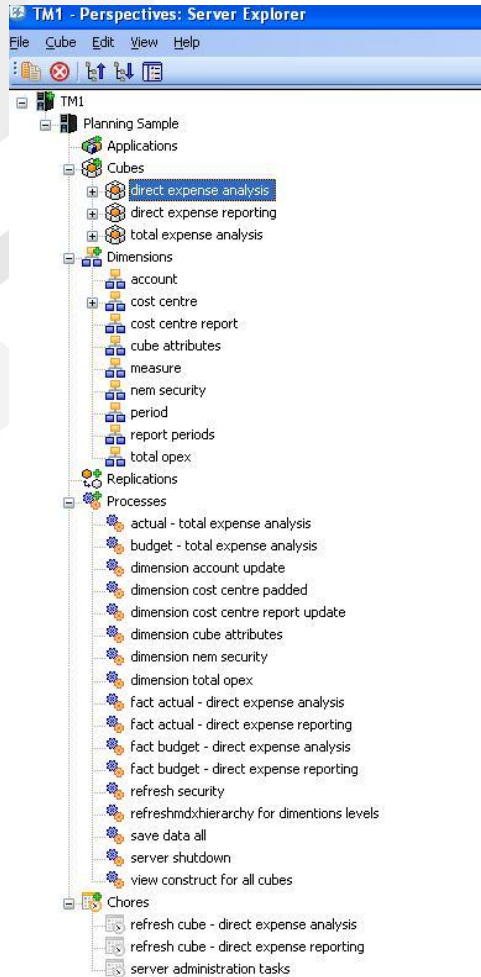 TM1 - Perspectives: Server Explorer
File Cube Edit View Help
TM1
Planning Sample
Applications
Cubes
direct expense analysis
direct expense reporting
total expense analysis
Dimensions
account
cost centre
cost centre report
cube attributes
measure
nem security
period
report periods
total opex
Replications
Processes
actual - total expense analysis
budget - total expense analysis
dimension account update
dimension cost centre padded
dimension cost centre report update
dimension cube attributes
dimension nem security
dimension total opex
fact actual - direct expense analysis
fact actual - direct expense reporting
fact budget - direct expense analysis
fact budget - direct expense reporting
refresh security
refreshmdxhierarchy for dimentions levels
save data all
server shutdown
view construct for all cubes
Chores
refresh cube - direct expense analysis
refresh cube - direct expense reporting
server administration tasks